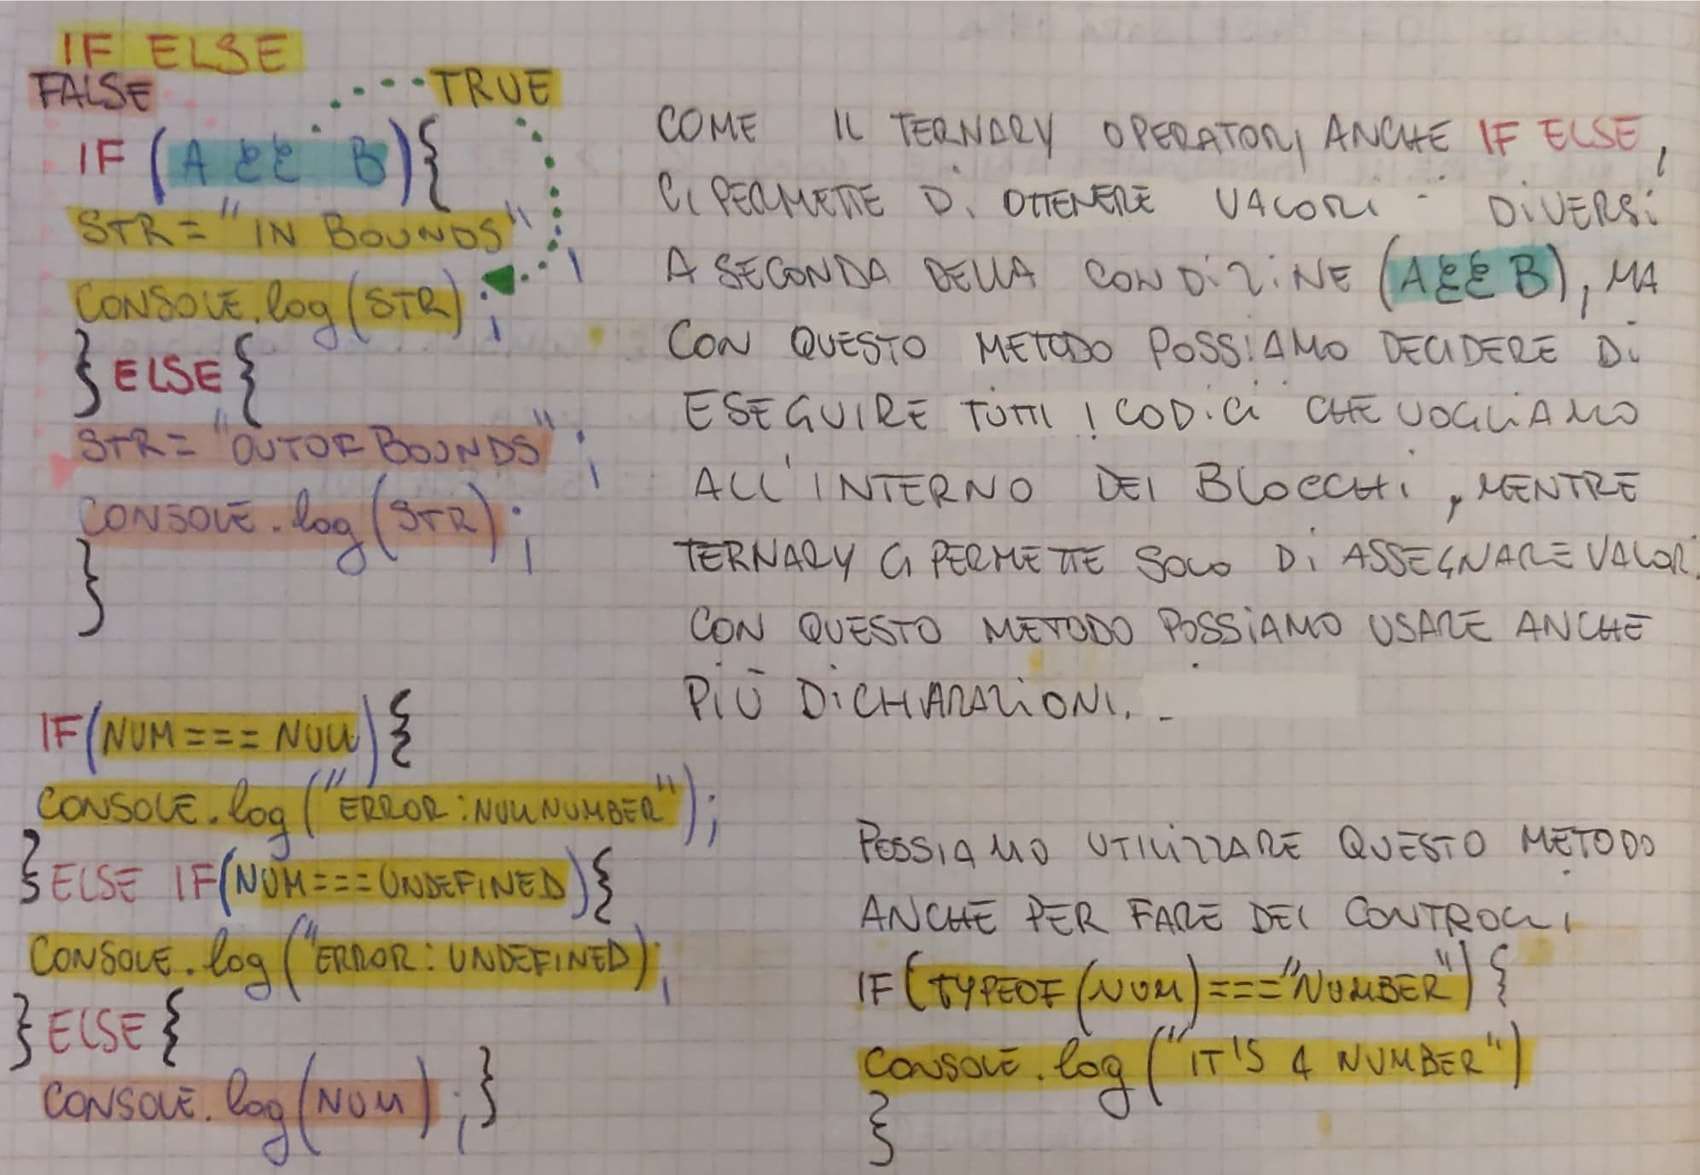 IF ELSE
FALSE TRUE
IF (A && B){
STR = "IN BOUNDS" ;
CONSOLE.log(STR) ;
} ELSE {
STR = "OUTOF BOUNDS" ;
CONSOLE.log(STR) ;
}
COME IL TERNARY OPERATOR, ANCHE IF ELSE,
CI PERMETTE Di OTTENERE VALORi DiVERSi
A SECONDA DELLA CONDiZiNE (A && B), MA
CON QUESTO METODO POSSIAMO DECIDERE Di
ESEGUIRE TUTTI I CODiCi CHE VOGLiAMO
ALL'INTERNO DEI BLOCCHi, MENTRE
TERNARY CI PERMETTE SOLO Di ASSEGNARE VALORi
CON QUESTO METODO POSSiAMO USARE ANCHE
PiÙ DiCHiARAZiONI. _
IF(NUM === NULL){
CONSOLE.log("ERROR: NULL NUMBER");
} ELSE IF(NUM === UNDEFINED){
CONSOLE.log("ERROR: UNDEFINED);
} ELSE {
CONSOLE.log(NUM) ; }
POSSIAMO UTILIZZARE QUESTO METODO
ANCHE PER FARE DEI CONTROLLI
IF (TYPEOF(NUM) === "NUMBER") {
CONSOLE.log("IT'S A NUMBER")
}